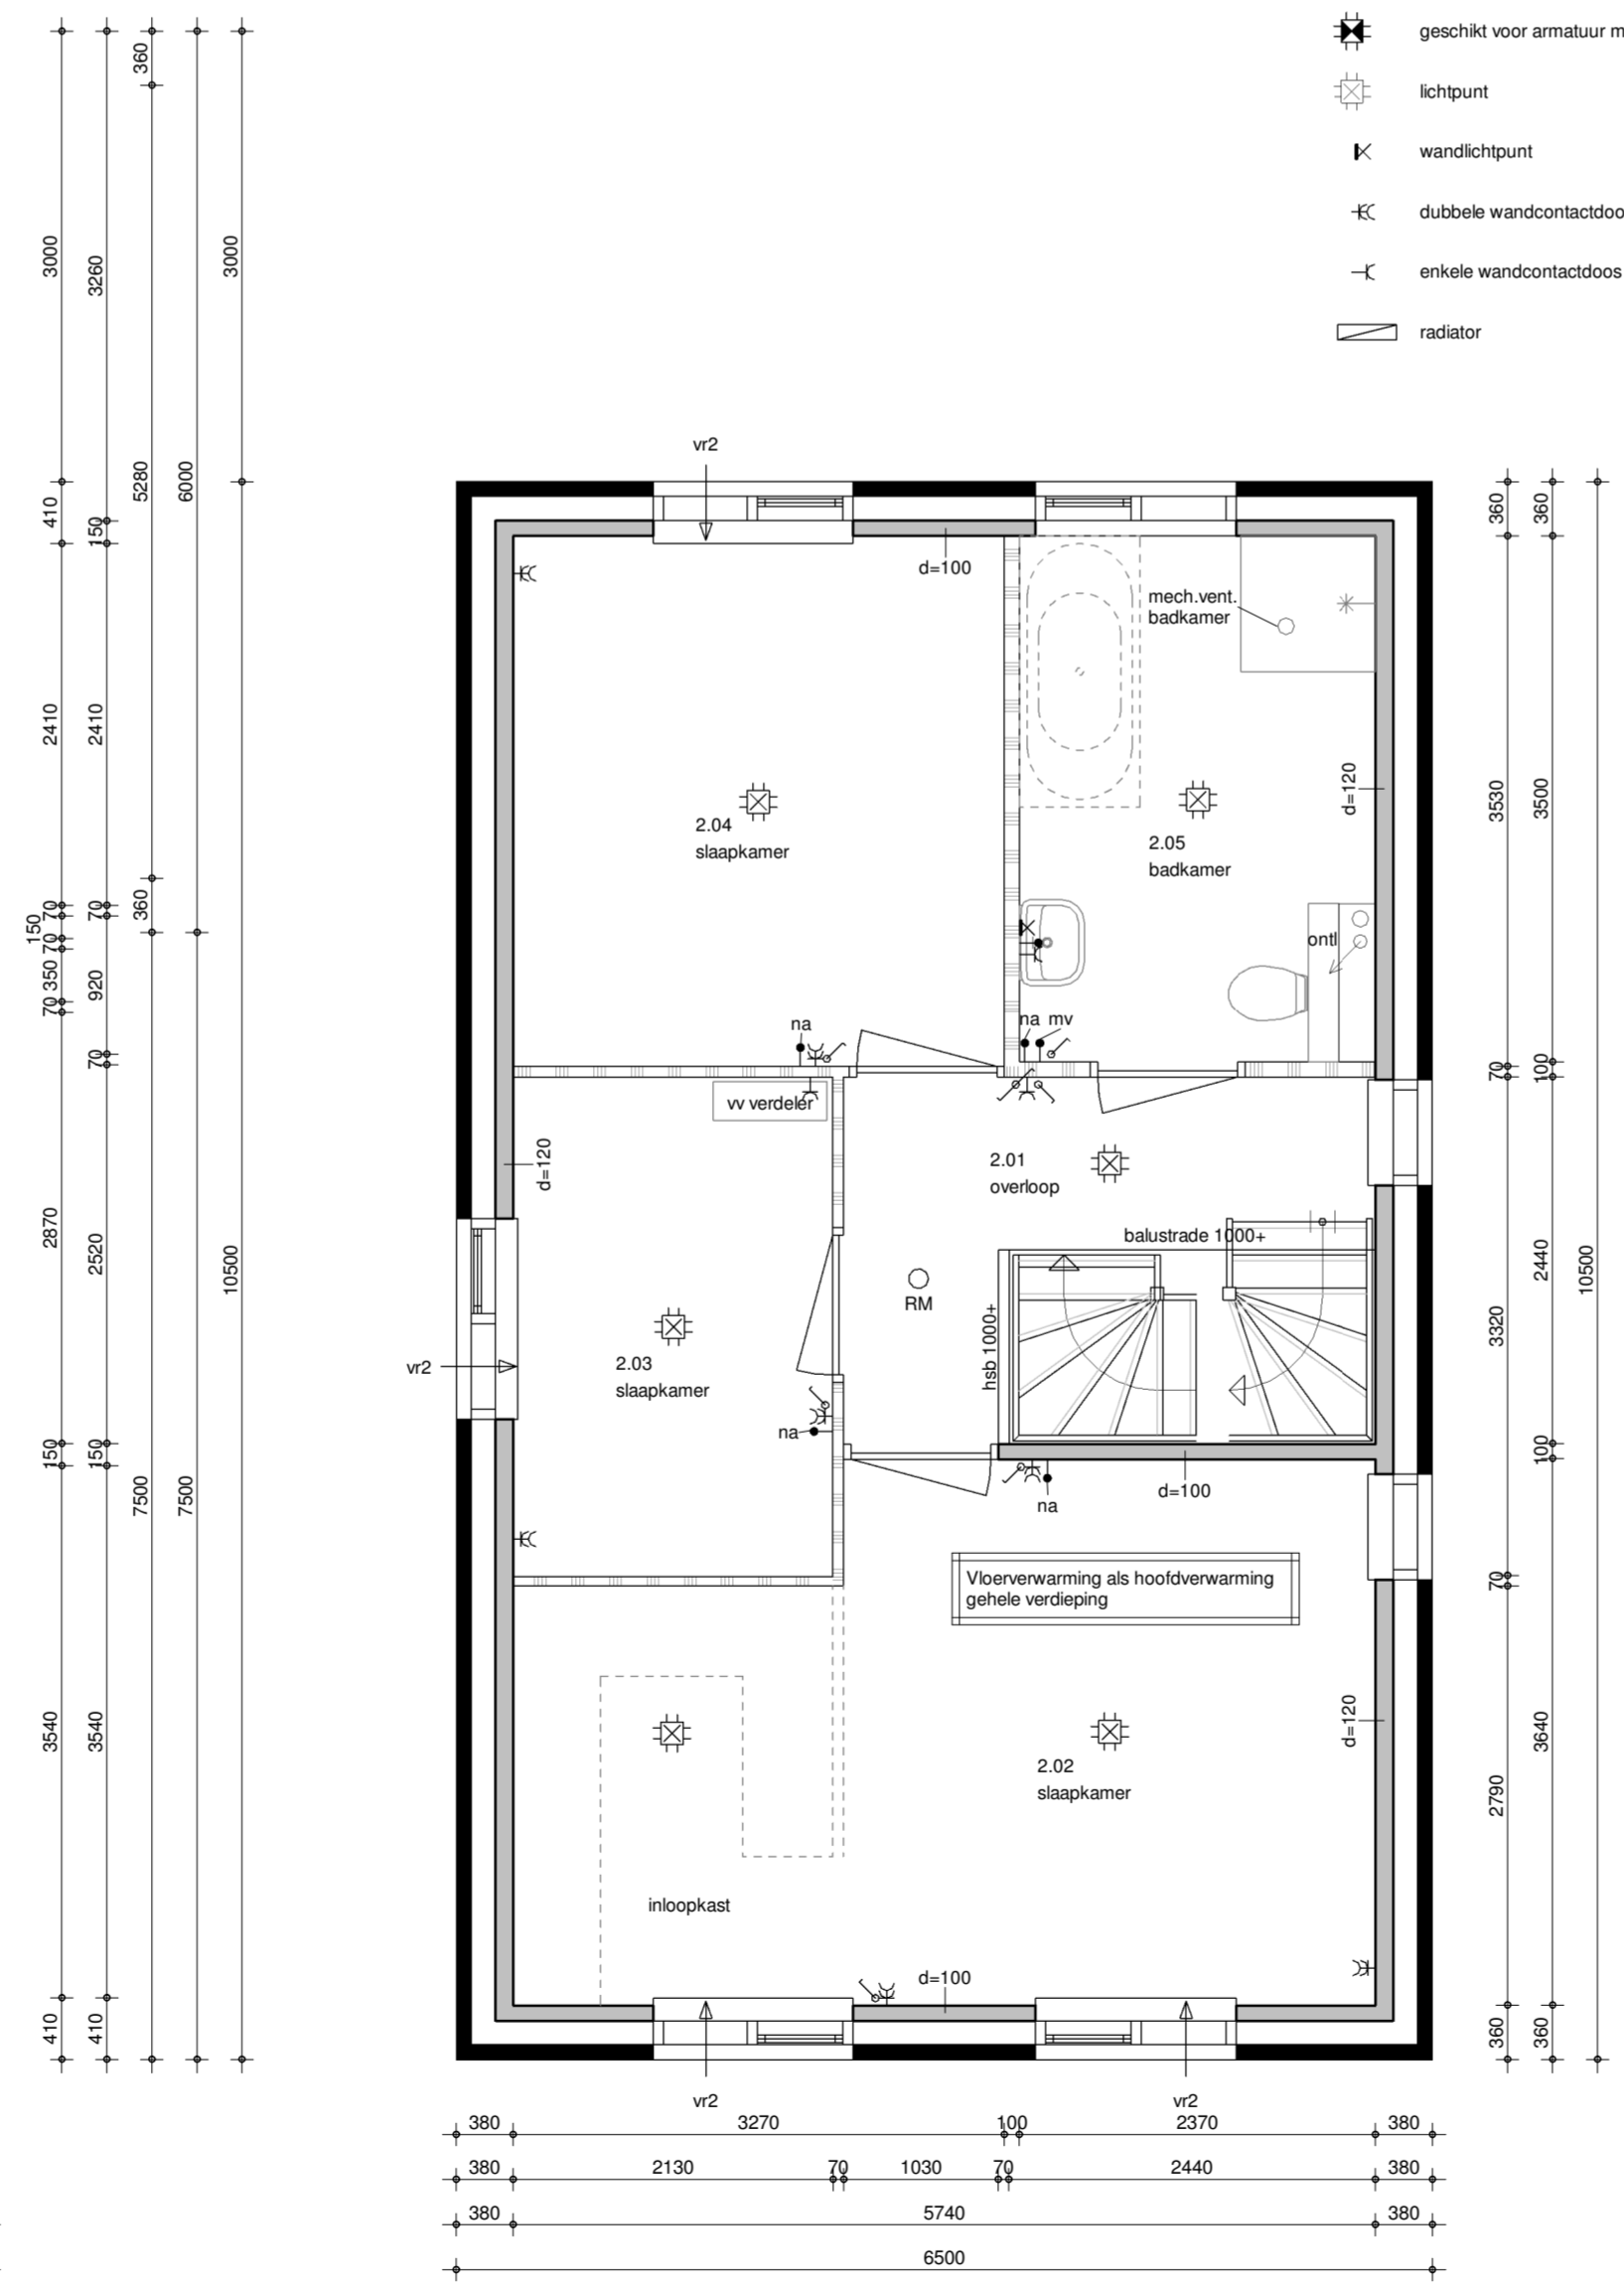 geschikt voor armatuur m
lichtpunt
wandlichtpunt
dubbele wandcontactdoo
enkele wandcontactdoos
radiator
360
3000
3260
5280
6000
3000
410
150
2410
2410
70
70
360
150
70
350
920
70
70
2870
2520
10500
150
150
7500
7500
3540
3540
410
410
vr2
d=100
mech.vent.
badkamer
d=120
2.04
slaapkamer
2.05
badkamer
ontl
na
na mv
vv verdeler
d=120
2.01
overloop
balustrade 1000+
RM
hsb 1000+
vr2
2.03
slaapkamer
na
na
d=100
Vloerverwarming als hoofdverwarming
gehele verdieping
d=120
2.02
slaapkamer
inloopkast
d=100
vr2
vr2
360
360
3530
3500
70
100
3320
2440
10500
100
70
2790
3640
360
360
380 3270 100 2370 380
380 2130 70 1030 70 2440 380
380 5740 380
6500